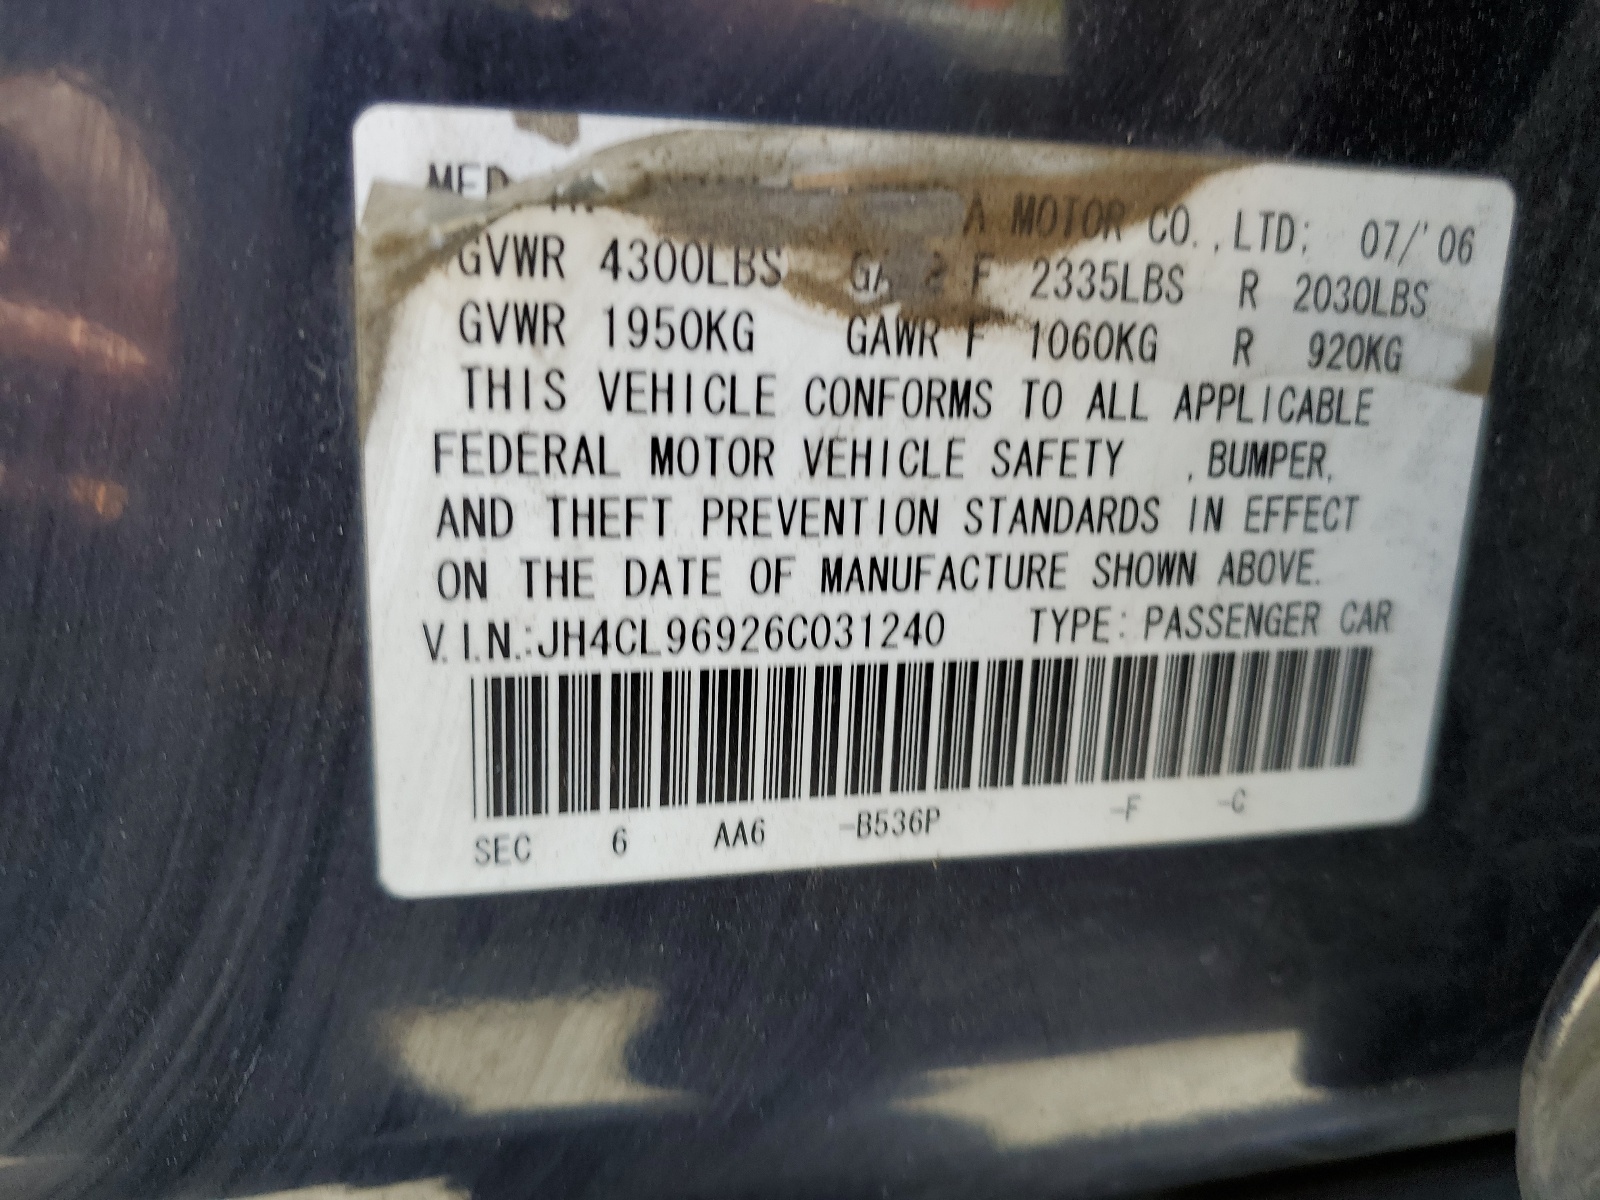 A MOTOR CO.,LTD; 07/'06
GVWR 4300LBS F 2335LBS R 2030LBS
GVWR 1950KG GAWR F 1060KG R 920KG
THIS VEHICLE CONFORMS TO ALL APPLICABLE
FEDERAL MOTOR VEHICLE SAFETY , BUMPER,
AND THEFT PREVENTION STANDARDS IN EFFECT
ON THE DATE OF MANUFACTURE SHOWN ABOVE.
V.I.N.:JH4CL96926C031240 TYPE: PASSENGER CAR
SEC 6 AA6 -B536P -F -C